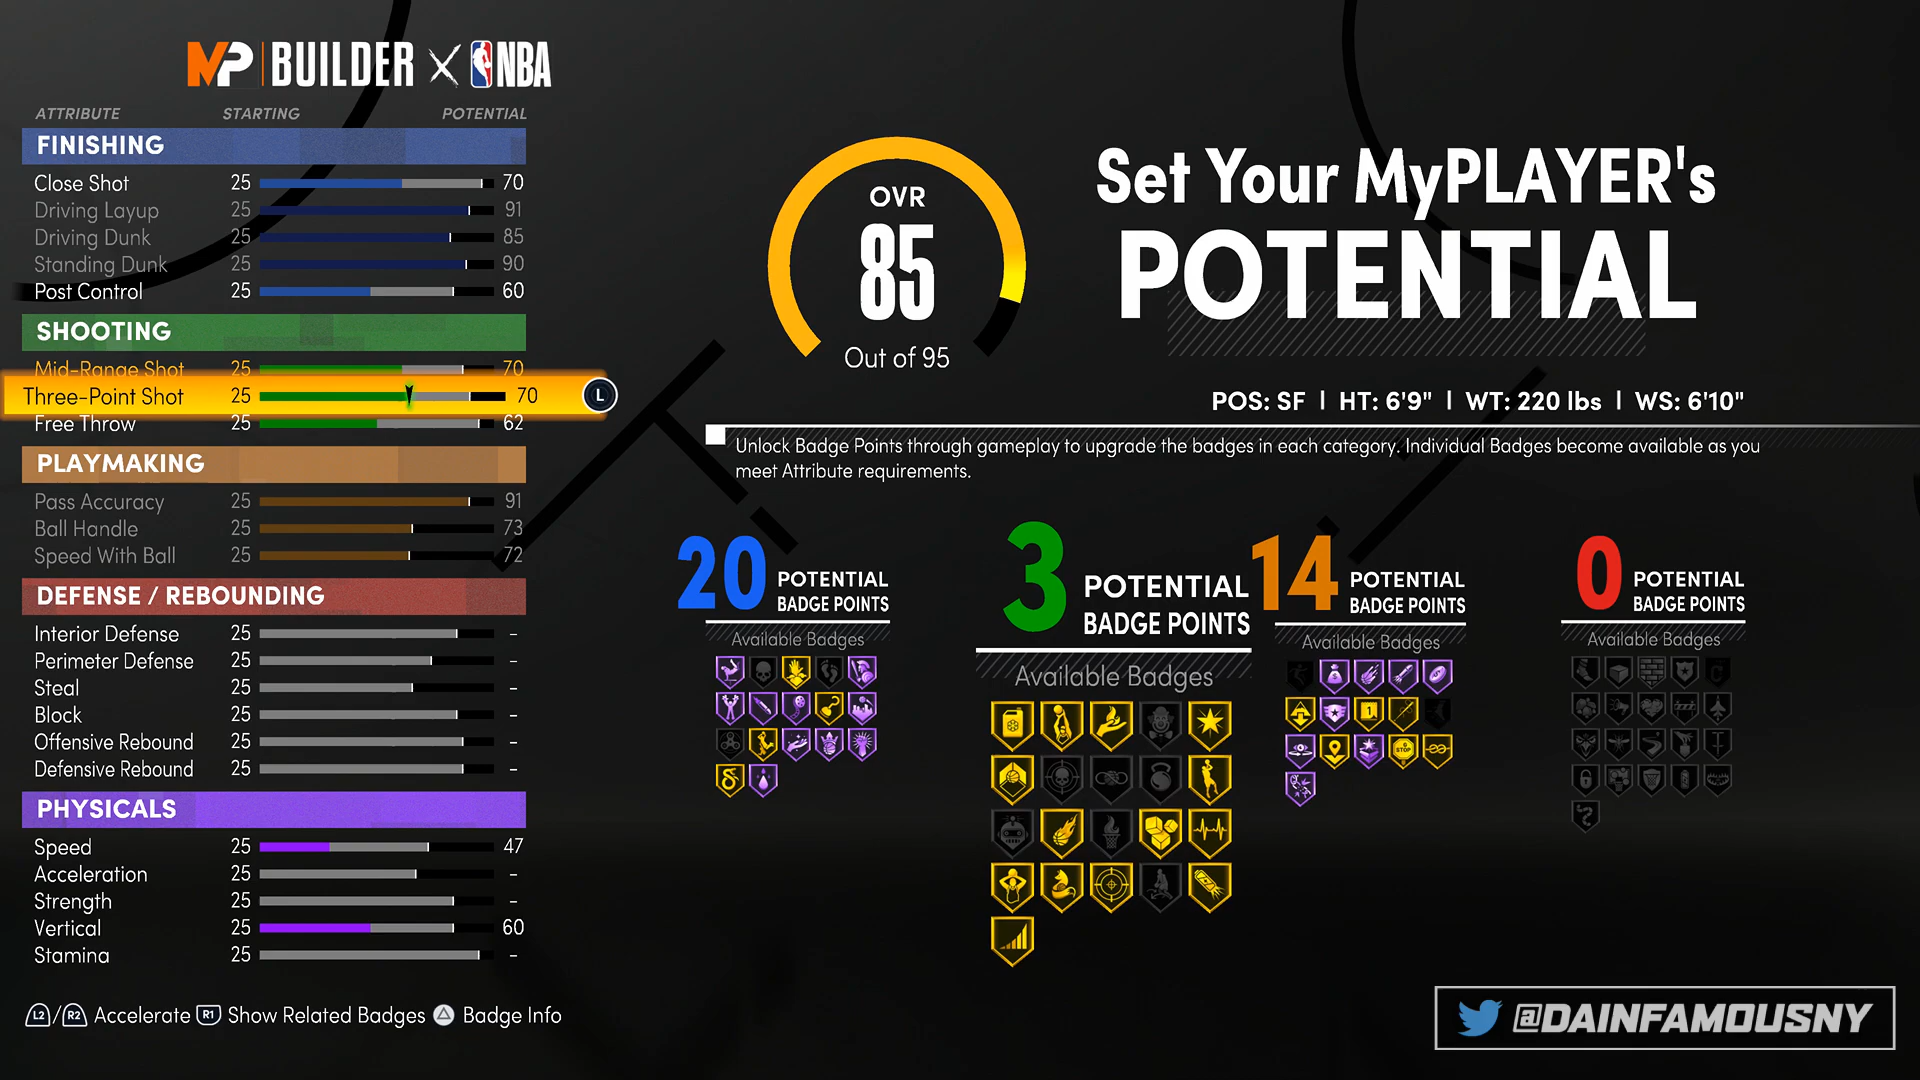 MP | BUILDER X NBA
ATTRIBUTE STARTING POTENTIAL
FINISHING
Close Shot 25 70
Driving Layup 25 91
Driving Dunk 25 85
Standing Dunk 25 90
Post Control 25 60
SHOOTING
Mid-Range Shot 25 70
Three-Point Shot 25 70 L
Free Throw 25 62
PLAYMAKING
Pass Accuracy 25 91
Ball Handle 25 73
Speed With Ball 25 72
DEFENSE / REBOUNDING
Interior Defense 25 -
Perimeter Defense 25 -
Steal 25 -
Block 25 -
Offensive Rebound 25 -
Defensive Rebound 25 -
PHYSICALS
Speed 25 47
Acceleration 25 -
Strength 25 -
Vertical 25 60
Stamina 25 -
L2/R2 Accelerate R1 Show Related Badges Badge Info
OVR
85
Out of 95
Set Your MyPLAYER's
POTENTIAL
POS: SF | HT: 6'9" | WT: 220 lbs | WS: 6'10"
Unlock Badge Points through gameplay to upgrade the badges in each category. Individual Badges become available as you
meet Attribute requirements.
20 POTENTIAL
BADGE POINTS
Available Badges
3 POTENTIAL
BADGE POINTS
Available Badges
14 POTENTIAL
BADGE POINTS
Available Badges
1
STOP
0 POTENTIAL
BADGE POINTS
Available Badges
@DAINFAMOUSNY